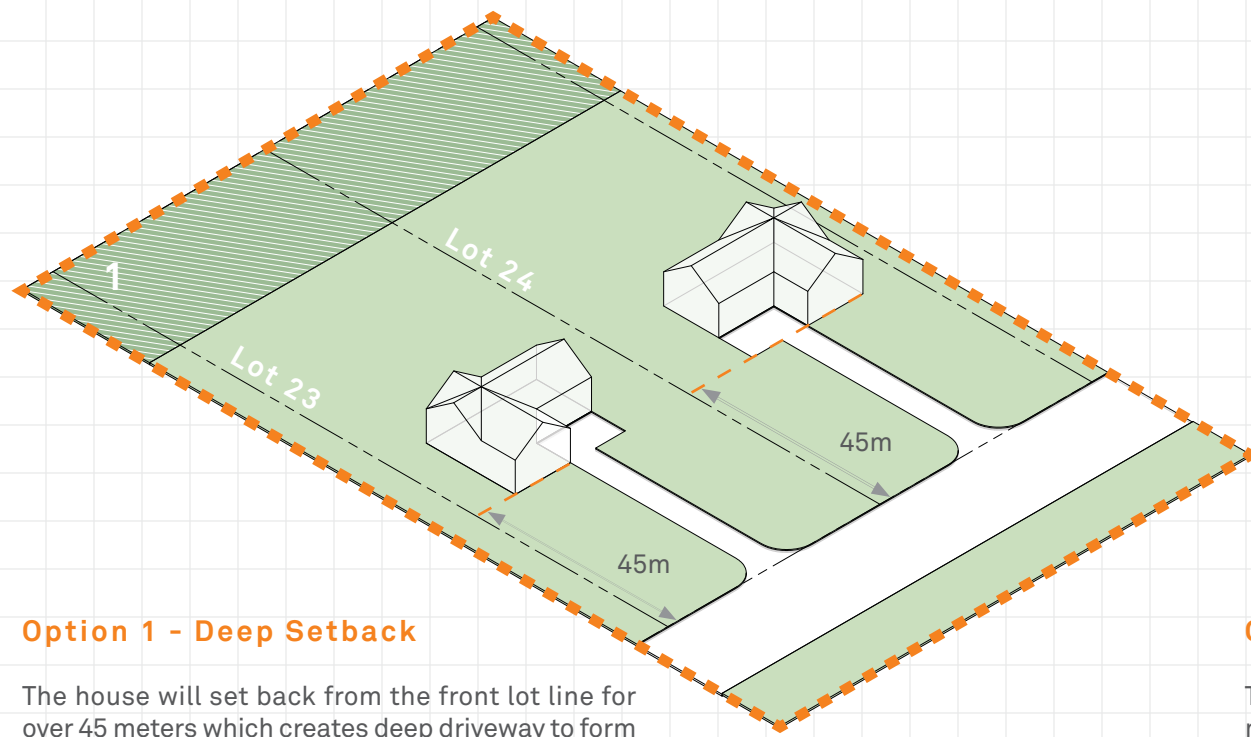 1
Lot 24
Lot 23
45m
45m
Option 1 - Deep Setback
The house will set back from the front lot line for
over 45 meters which creates deep driveway to form